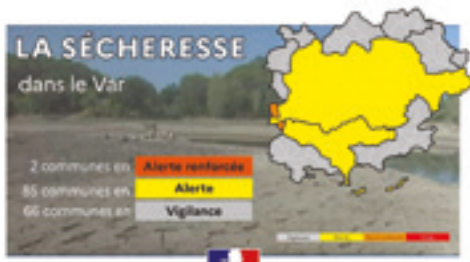 LA SÉCHERESSE
dans le Var
2 communes en Alerte renforcée
85 communes en Alerte
66 communes en Vigilance